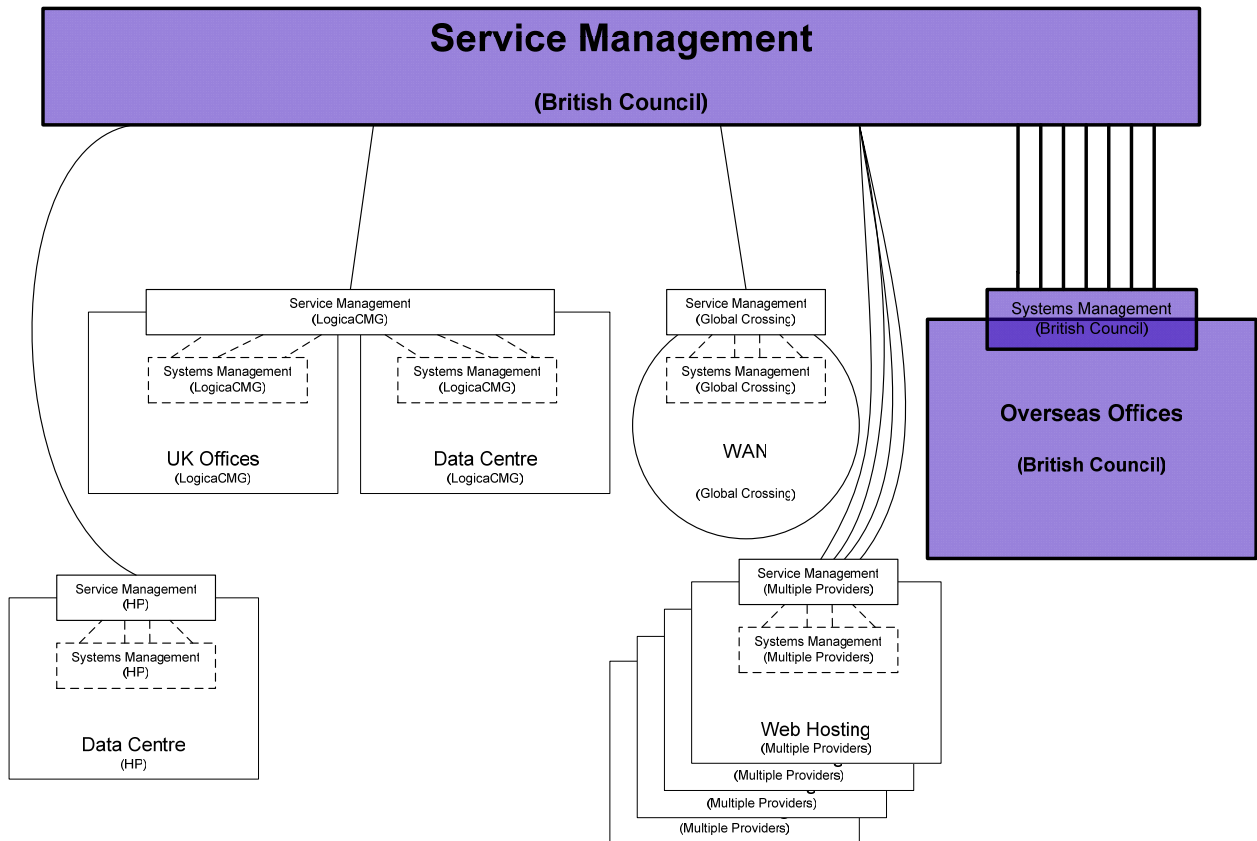 Service Management
(British Council)
Service Management
(LogicaCMG)
Systems Management
(LogicaCMG)
Systems Management
(LogicaCMG)
UK Offices
(LogicaCMG)
Data Centre
(LogicaCMG)
Service Management
(Global Crossing)
Systems Management
(Global Crossing)
WAN
(Global Crossing)
Systems Management
(British Council)
Overseas Offices
(British Council)
Service Management
(HP)
Systems Management
(HP)
Data Centre
(HP)
Service Management
(Multiple Providers)
Systems Management
(Multiple Providers)
Web Hosting
(Multiple Providers)
(Multiple Providers)
(Multiple Providers)
(Multiple Providers)